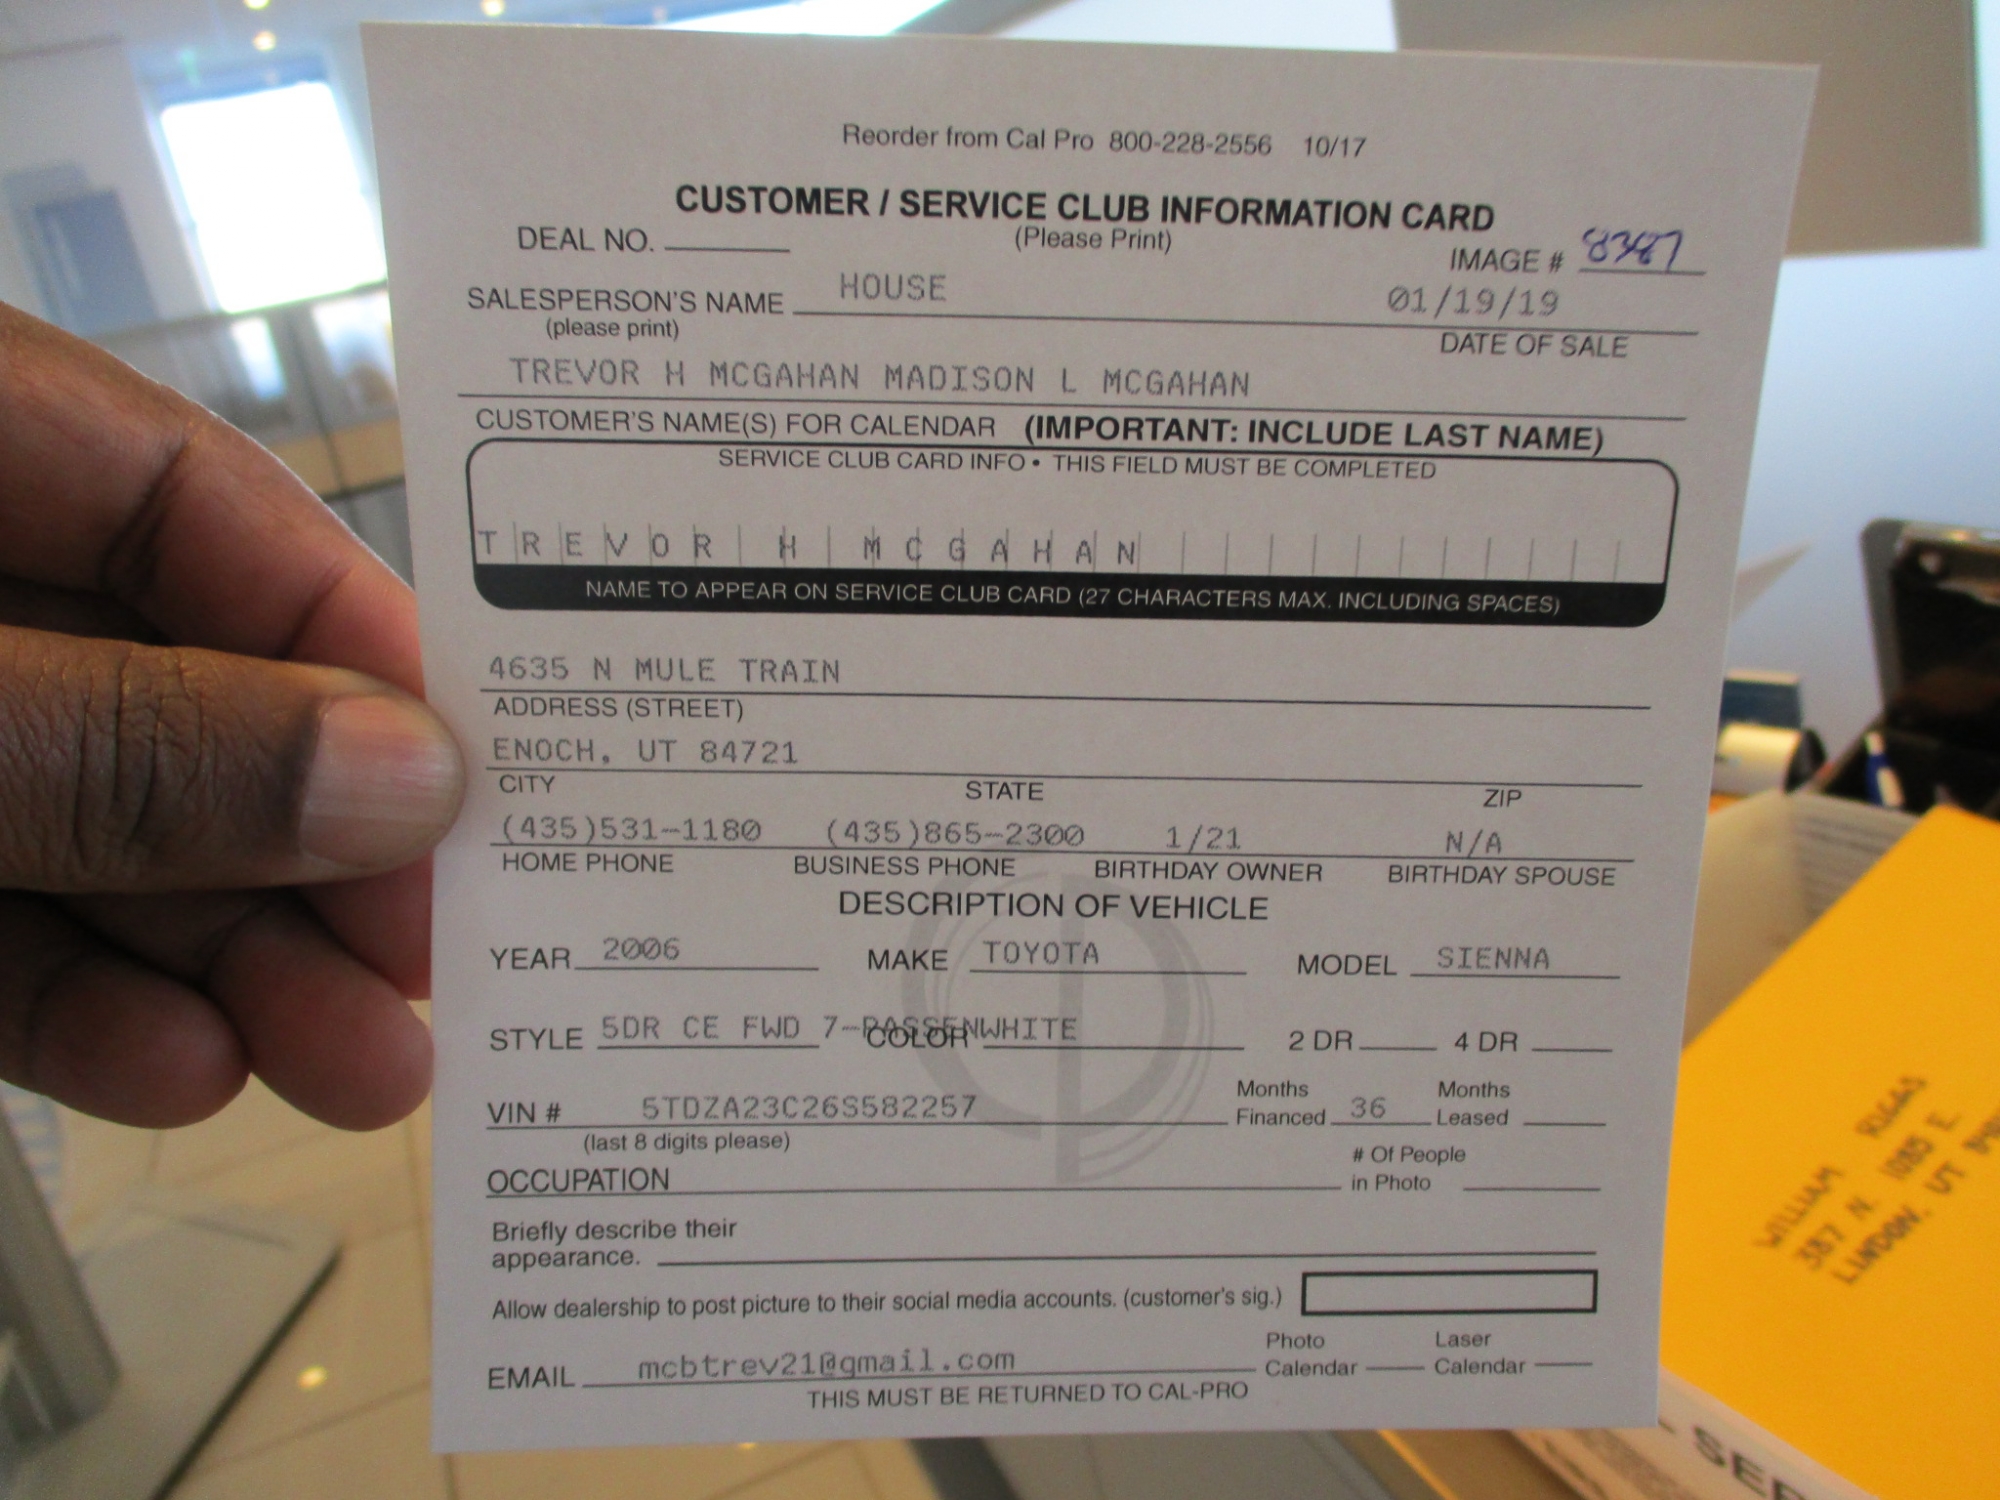 Reorder from Cal Pro 800-228-2556 10/17
CUSTOMER / SERVICE CLUB INFORMATION CARD
DEAL NO. (Please Print) IMAGE # 8387
SALESPERSON'S NAME HOUSE 01/19/19
(please print) DATE OF SALE
TREVOR H MCGAHAN MADISON L MCGAHAN
CUSTOMER'S NAME(S) FOR CALENDAR (IMPORTANT: INCLUDE LAST NAME)
SERVICE CLUB CARD INFO • THIS FIELD MUST BE COMPLETED
TREVOR H MCGAHAN
NAME TO APPEAR ON SERVICE CLUB CARD (27 CHARACTERS MAX. INCLUDING SPACES)
4635 N MULE TRAIN
ADDRESS (STREET)
ENOCH, UT 84721
CITY STATE ZIP
(435)531-1180 (435)865-2300 1/21 N/A
HOME PHONE BUSINESS PHONE BIRTHDAY OWNER BIRTHDAY SPOUSE
DESCRIPTION OF VEHICLE
YEAR 2006 MAKE TOYOTA MODEL SIENNA
STYLE 5DR CE FWD 7-PASSEN COLOR WHITE 2 DR 4 DR
VIN # 5TDZA23C26S582257 Months Financed 36 Months Leased
(last 8 digits please)
OCCUPATION # Of People in Photo
Briefly describe their
appearance.
Allow dealership to post picture to their social media accounts. (customer's sig.)
EMAIL mcbtrev21@gmail.com Photo Calendar Laser Calendar
THIS MUST BE RETURNED TO CAL-PRO
WILLIAM RIGGS
387 N. 1085 E.
LINDON, UT